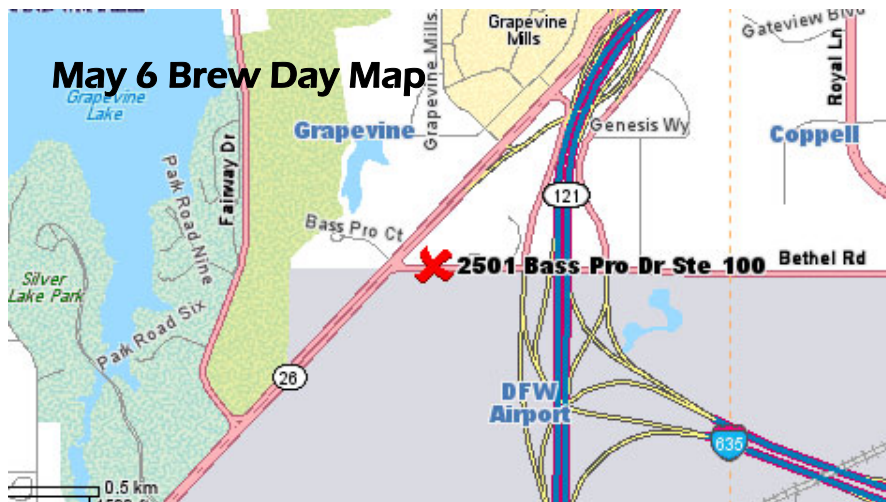 Grapevine
Mills
Gateview Blvd
Royal Ln
May 6 Brew Day Map
Grapevine
Lake
Grapevine Mills
Fairway Dr
Grapevine
Genesis Wy
Coppell
Park Road Nine
121
Bass Pro Ct
2501 Bass Pro Dr Ste 100
Bethel Rd
Silver
Lake Park
Park Road Six
26
DFW
Airport
635
0.5 km